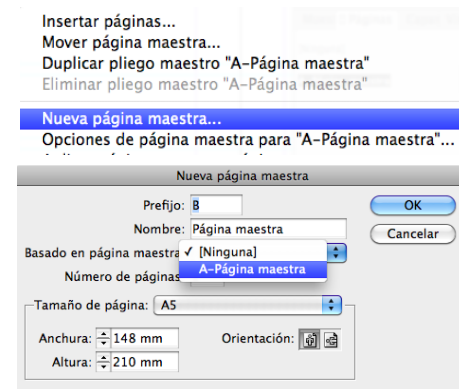 Insertar páginas...
Mover página maestra...
Duplicar pliego maestro "A-Página maestra"
Eliminar pliego maestro "A-Página maestra"
Nueva página maestra...
Opciones de página maestra para "A-Página maestra"...
Nueva página maestra
Prefijo: B
OK
Nombre: Página maestra
Cancelar
Basado en página maestra ✓ [Ninguna]
A-Página maestra
Número de páginas
Tamaño de página: A5
Anchura: 148 mm
Orientación:
Altura: 210 mm